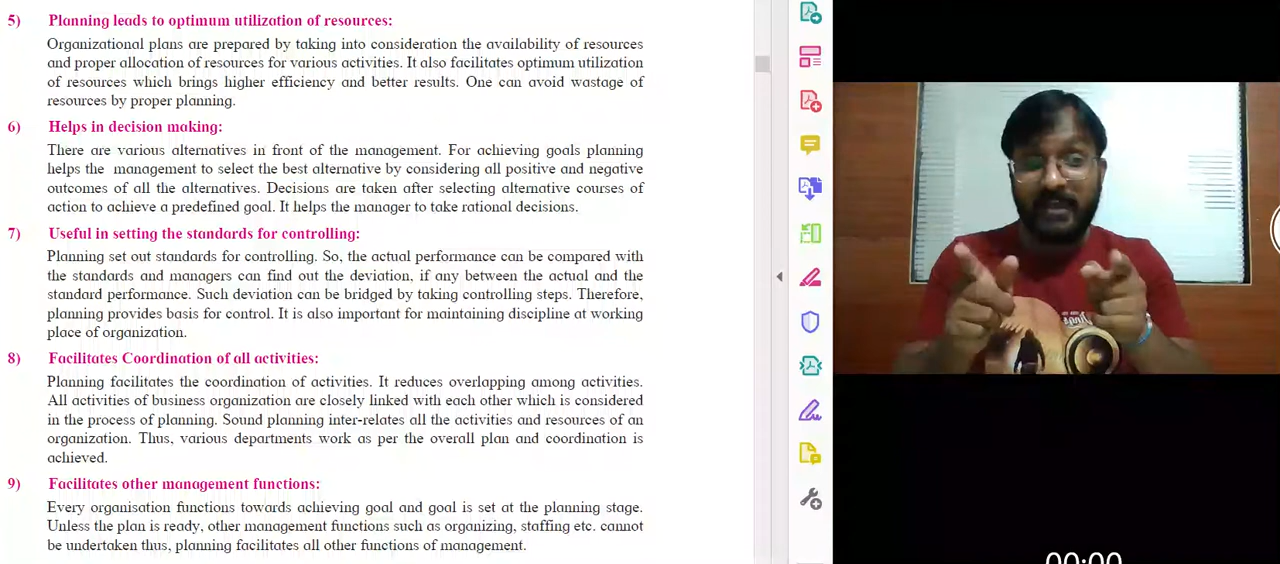 5) Planning leads to optimum utilization of resources:
Organizational plans are prepared by taking into consideration the availability of resources
and proper allocation of resources for various activities. It also facilitates optimum utilization
of resources which brings higher efficiency and better results. One can avoid wastage of
resources by proper planning.
6) Helps in decision making:
There are various alternatives in front of the management. For achieving goals planning
helps the management to select the best alternative by considering all positive and negative
outcomes of all the alternatives. Decisions are taken after selecting alternative courses of
action to achieve a predefined goal. It helps the manager to take rational decisions.
7) Useful in setting the standards for controlling:
Planning set out standards for controlling. So, the actual performance can be compared with
the standards and managers can find out the deviation, if any between the actual and the
standard performance. Such deviation can be bridged by taking controlling steps. Therefore,
planning provides basis for control. It is also important for maintaining discipline at working
place of organization.
8) Facilitates Coordination of all activities:
Planning facilitates the coordination of activities. It reduces overlapping among activities.
All activities of business organization are closely linked with each other which is considered
in the process of planning. Sound planning inter-relates all the activities and resources of an
organization. Thus, various departments work as per the overall plan and coordination is
achieved.
9) Facilitates other management functions:
Every organisation functions towards achieving goal and goal is set at the planning stage.
Unless the plan is ready, other management functions such as organizing, staffing etc. cannot
be undertaken thus, planning facilitates all other functions of management.
00:00